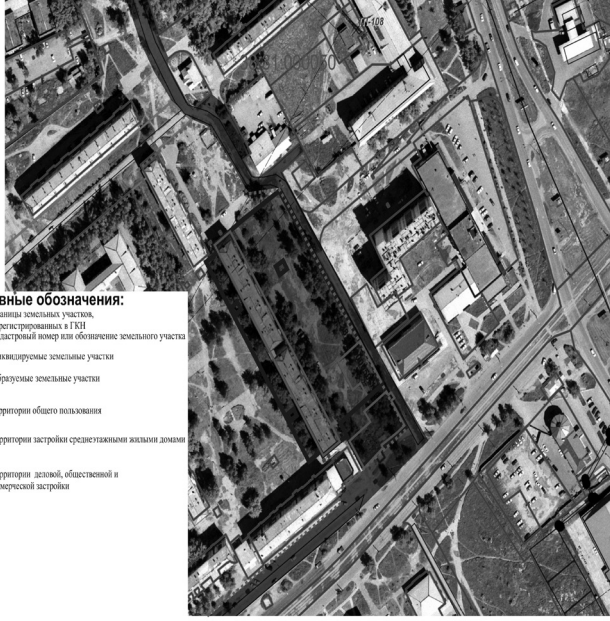 вные обозначения:
аницы земельных участков,
регистрированных в ГКН
дастровый номер или обозначение земельного участка
иквидируемые земельные участки
бразуемые земельные участки
рритории общего пользования
рритории застройки среднеэтажными жилыми домами
рритории деловой, общественной и
мерческой застройки